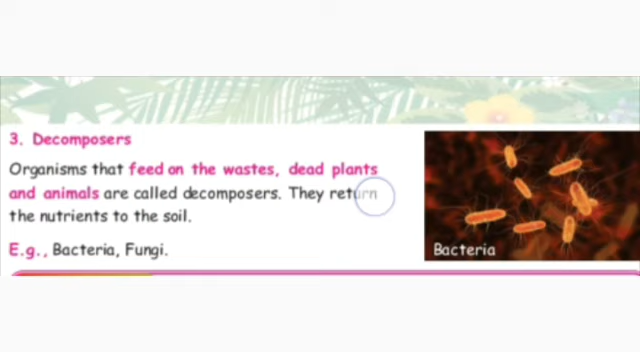 3. Decomposers
Organisms that feed on the wastes, dead plants
and animals are called decomposers. They return
the nutrients to the soil.
E.g., Bacteria, Fungi.
Bacteria